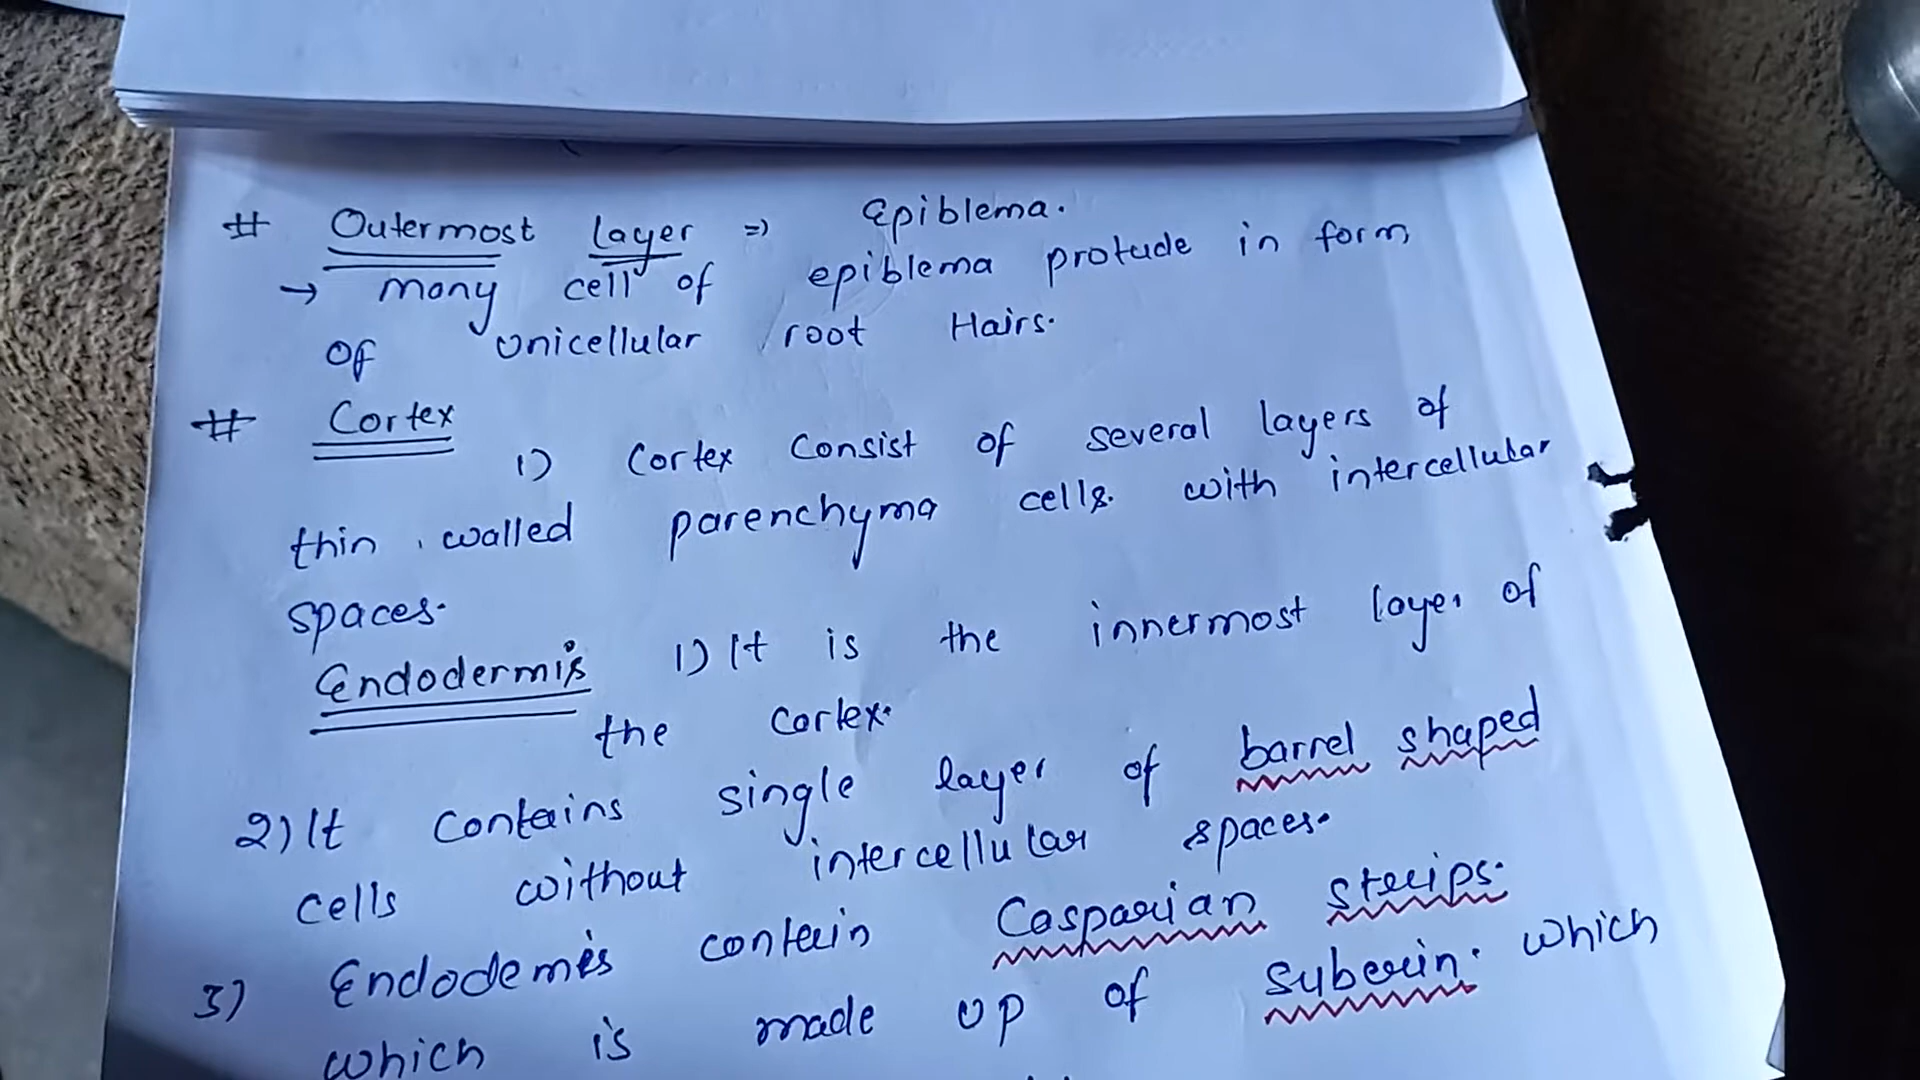 # Outermost layer => Epiblema.
→ many cell of epiblema protude in form
of unicellular root Hairs.
# Cortex
1) Cortex Consist of several layers of
thin walled parenchyma cells. with intercellular
spaces.
Endodermis 1) It is the innermost layer of
the cortex.
2) It contains single layer of barrel shaped
cells without intercellular spaces.
3) Endodemis contain Casparian strips.
which is made up of suberin. which